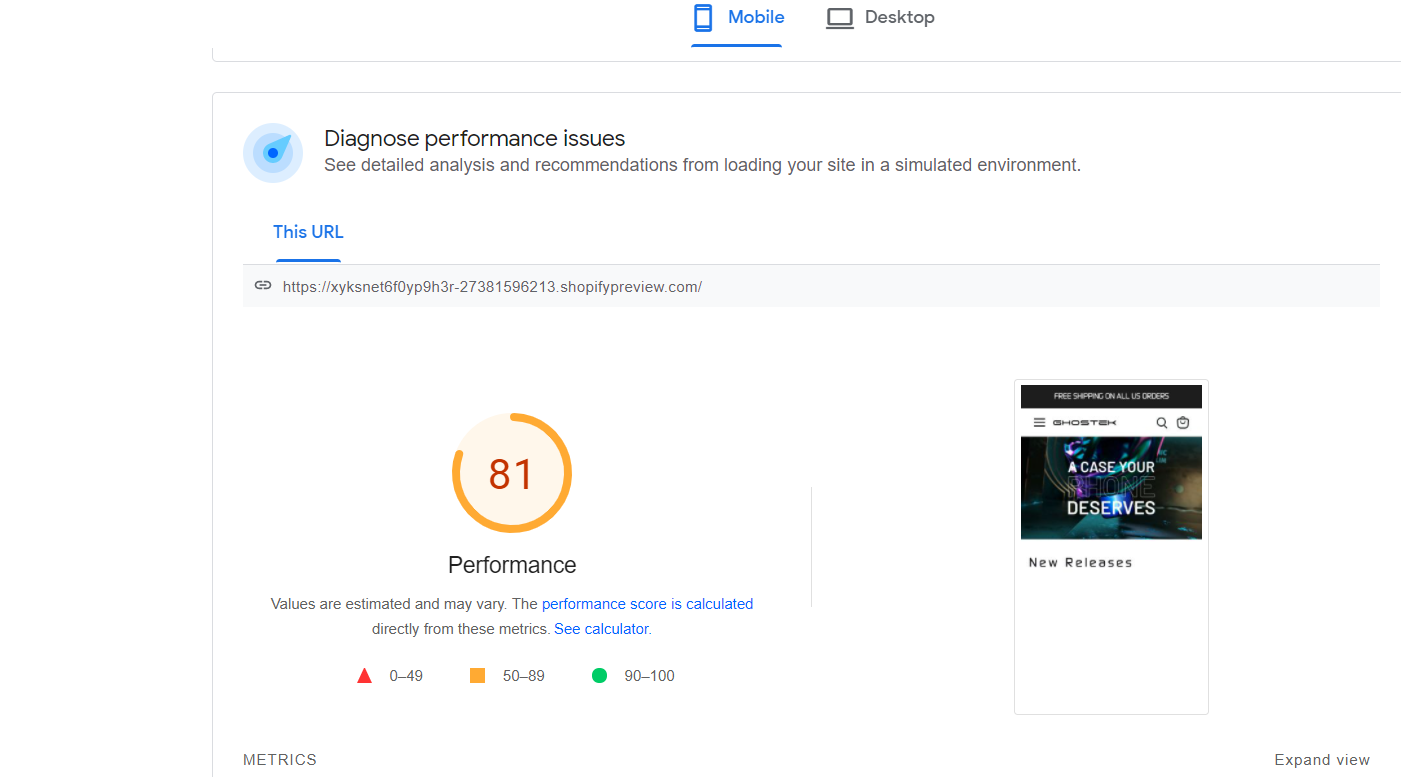 Mobile
Desktop
Diagnose performance issues
See detailed analysis and recommendations from loading your site in a simulated environment.
This URL
https://xyksnet6f0yp9h3r-27381596213.shopifypreview.com/
81
Performance
Values are estimated and may vary. The performance score is calculated
directly from these metrics. See calculator.
0–49
50–89
90–100
FREE SHIPPING ON ALL US ORDERS
GHOSTEK
A CASE YOUR
PHONE
DESERVES
New Releases
METRICS
Expand view